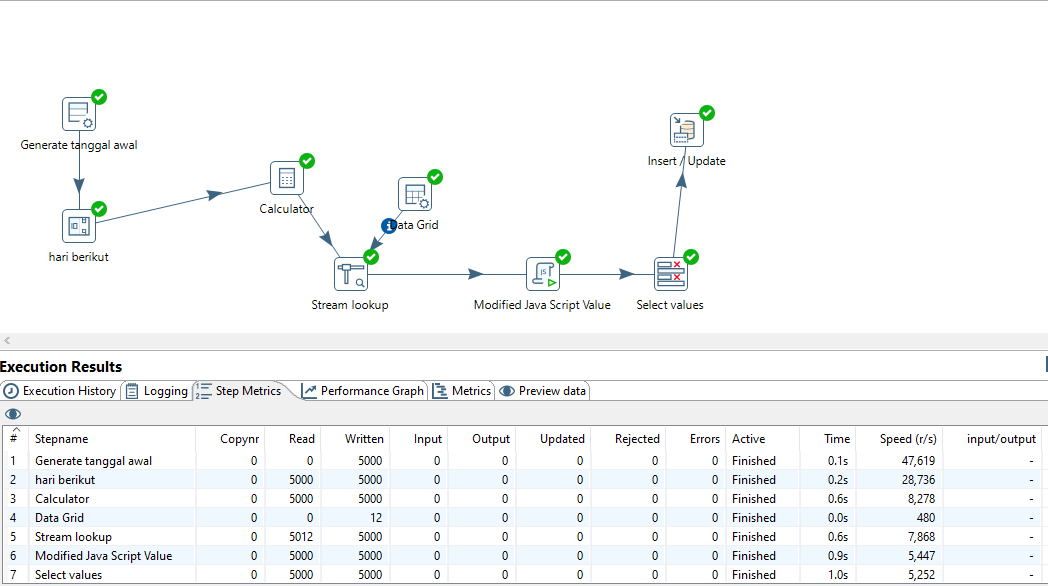 Generate tanggal awal
hari berikut
Calculator
Data Grid
Stream lookup
Modified Java Script Value
Select values
Insert / Update
Execution Results
Execution History Logging Step Metrics Performance Graph Metrics Preview data
# Stepname Copynr Read Written Input Output Updated Rejected Errors Active Time Speed (r/s) input/output
1 Generate tanggal awal 0 0 5000 0 0 0 0 0 Finished 0.1s 47,619 -
2 hari berikut 0 5000 5000 0 0 0 0 0 Finished 0.2s 28,736 -
3 Calculator 0 5000 5000 0 0 0 0 0 Finished 0.6s 8,278 -
4 Data Grid 0 0 12 0 0 0 0 0 Finished 0.0s 480 -
5 Stream lookup 0 5012 5000 0 0 0 0 0 Finished 0.6s 7,868 -
6 Modified Java Script Value 0 5000 5000 0 0 0 0 0 Finished 0.9s 5,447 -
7 Select values 0 5000 5000 0 0 0 0 0 Finished 1.0s 5,252 -